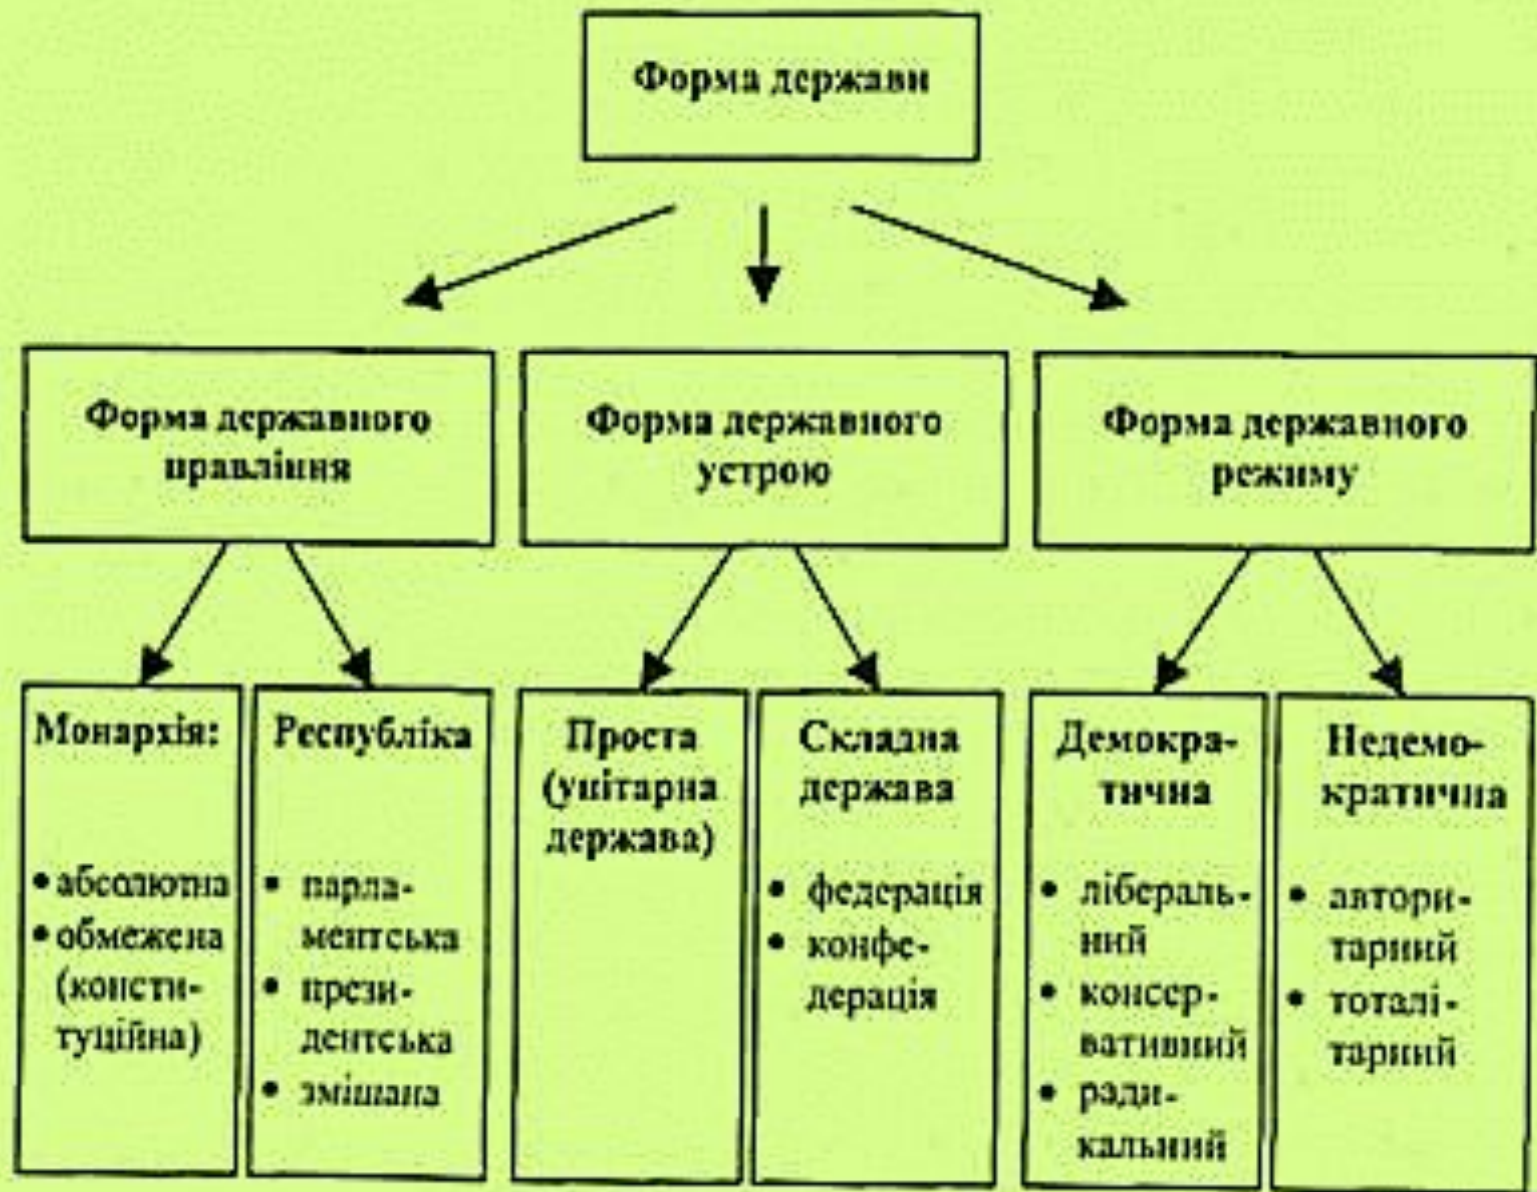 Форма держави
Форма державного
правління
Форма державного
устрою
Форма державного
режиму
Монархія:
• абсолютна
• обмежена
(консти-
туційна)
Республіка
• парла-
ментська
• прези-
дентська
• змішана
Проста
(унітарна
держава)
Складна
держава
• федерація
• конфе-
дерація
Демокра-
тична
• лібераль-
ний
• консер-
вативний
• ради-
кальний
Недемо-
кратична
• автори-
тарний
• тоталі-
тарний